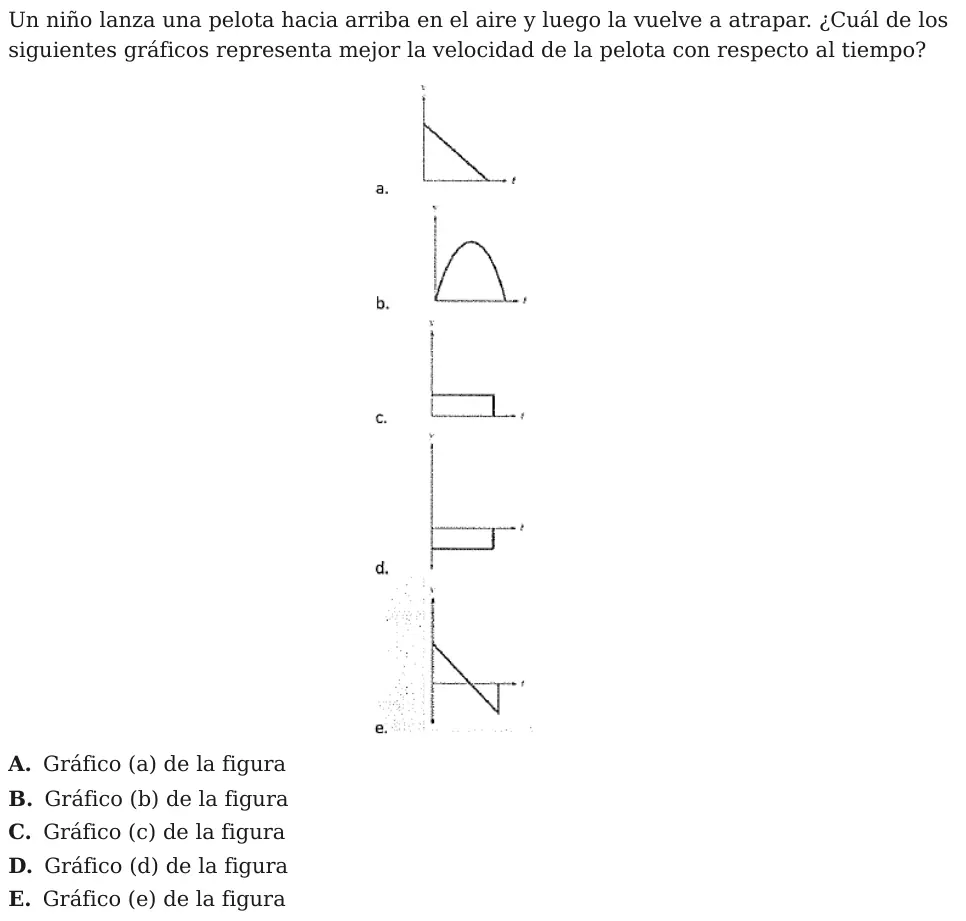 Un niño lanza una pelota hacia arriba en el aire y luego la vuelve a atrapar. ¿Cuál de los
siguientes gráficos representa mejor la velocidad de la pelota con respecto al tiempo?
v
t
a.
v
t
b.
v
t
c.
v
t
d.
v
t
e.
A. Gráfico (a) de la figura
B. Gráfico (b) de la figura
C. Gráfico (c) de la figura
D. Gráfico (d) de la figura
E. Gráfico (e) de la figura